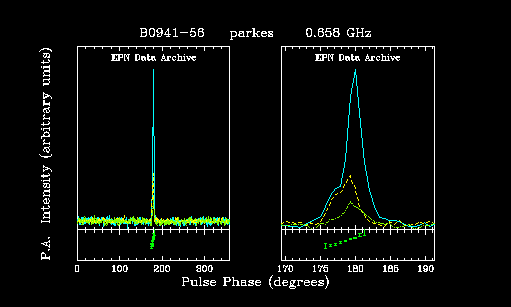 B0941-56 parkes 0.658 GHz
EPN Data Archive EPN Data Archive
Intensity (arbitrary units)
P.A.
0 100 200 300 170 175 180 185 190
Pulse Phase (degrees)